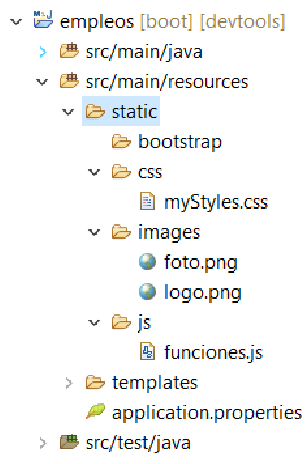 empleos [boot] [devtools]
src/main/java
src/main/resources
static
bootstrap
css
myStyles.css
images
foto.png
logo.png
js
funciones.js
templates
application.properties
src/test/java